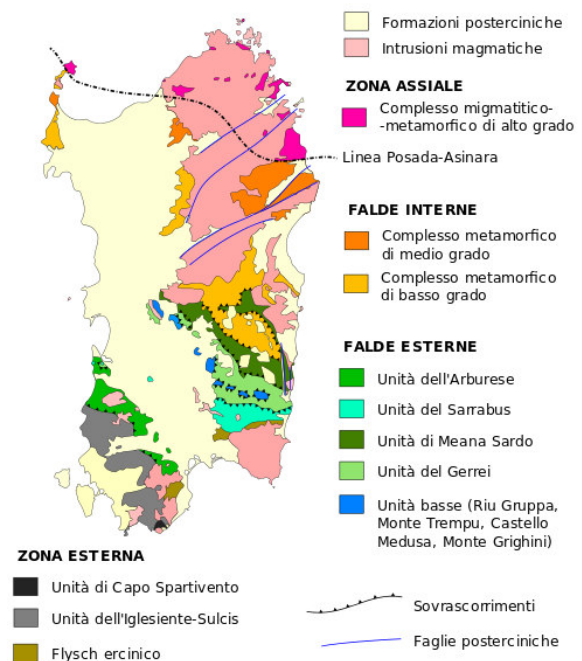 Formazioni posterciniche
Intrusioni magmatiche
ZONA ASSIALE
Complesso migmatitico-
-metamorfico di alto grado
Linea Posada-Asinara
FALDE INTERNE
Complesso metamorfico
di medio grado
Complesso metamorfico
di basso grado
FALDE ESTERNE
Unità dell'Arburese
Unità del Sarrabus
Unità di Meana Sardo
Unità del Gerrei
Unità basse (Riu Gruppa,
Monte Trempu, Castello
Medusa, Monte Grighini)
ZONA ESTERNA
Unità di Capo Spartivento
Unità dell'Iglesiente-Sulcis
Flysch ercinico
Sovrascorrimenti
Faglie posterciniche